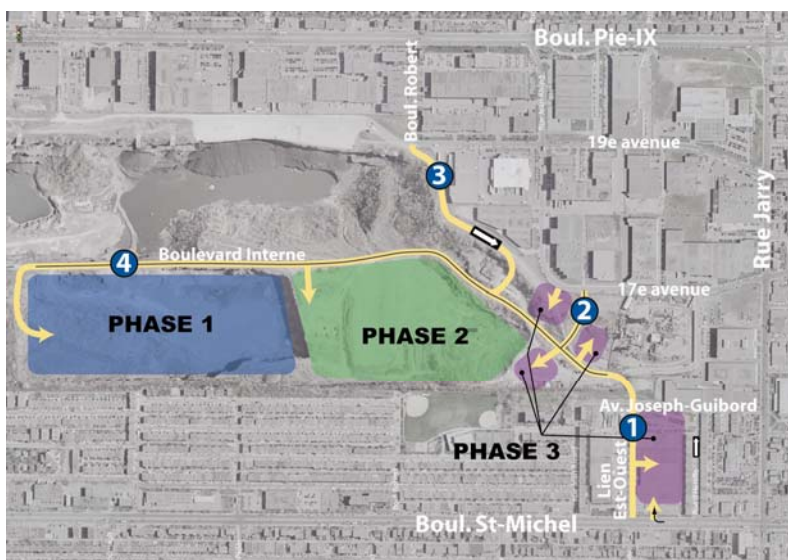 Boul. Pie-IX
Boul. Robert
19e avenue
Rue Jarry
3
4
Boulevard Interne
17e avenue
PHASE 1
PHASE 2
2
Av. Joseph-Guibord
1
PHASE 3
Lien
Est-Ouest
Boul. St-Michel